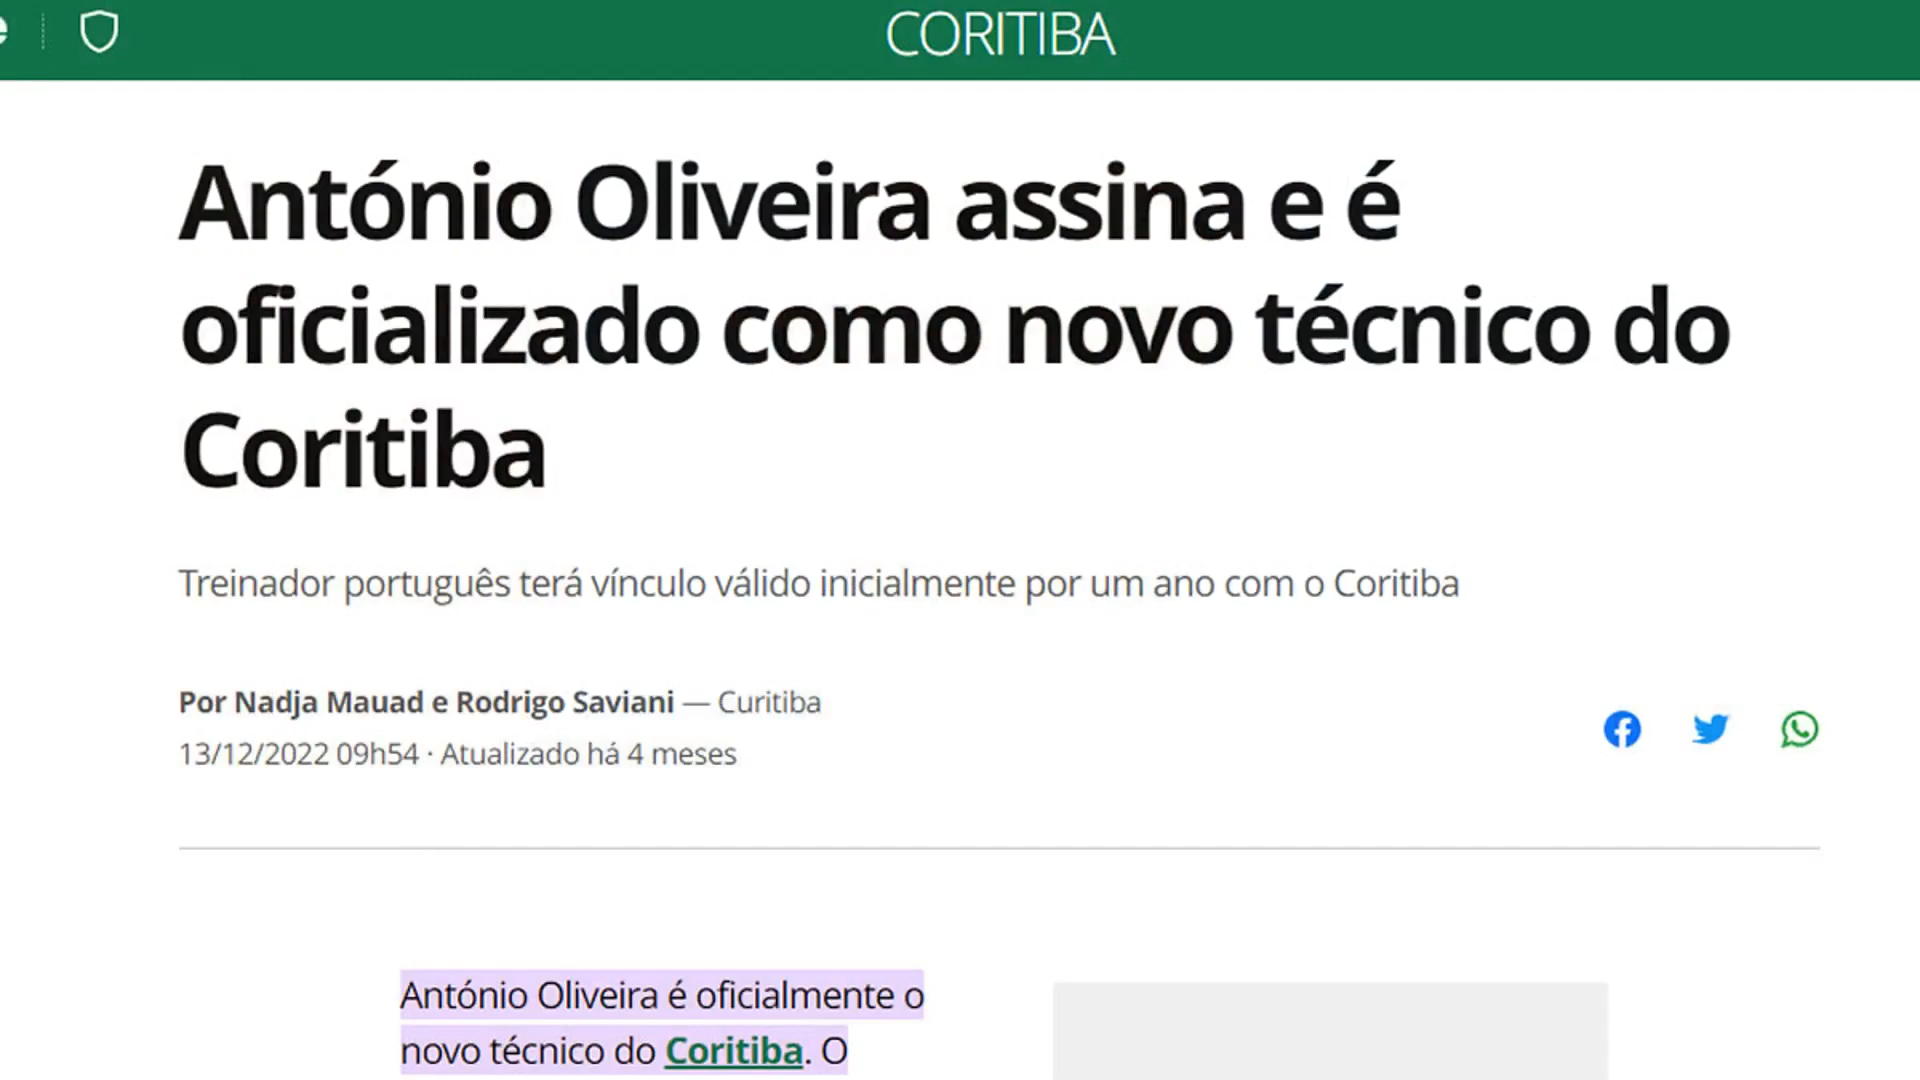 CORITIBA
António Oliveira assina e é
oficializado como novo técnico do
Coritiba
Treinador português terá vínculo válido inicialmente por um ano com o Coritiba
Por Nadja Mauad e Rodrigo Saviani — Curitiba
13/12/2022 09h54 · Atualizado há 4 meses
António Oliveira é oficialmente o
novo técnico do Coritiba. O